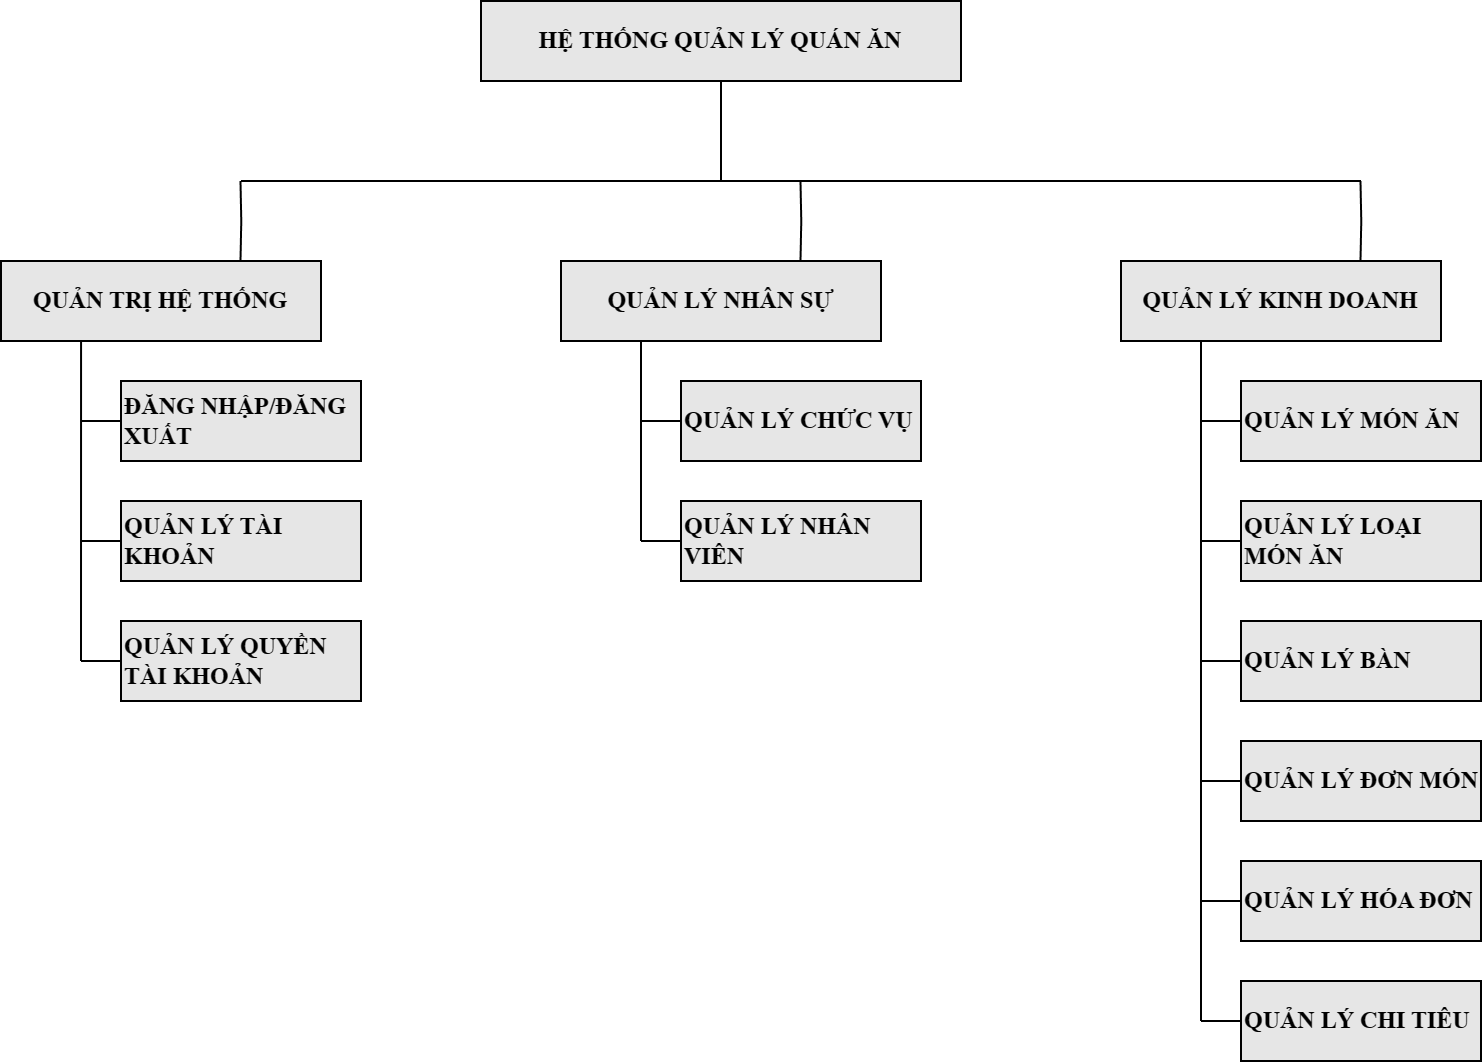 HỆ THỐNG QUẢN LÝ QUÁN ĂN
QUẢN TRỊ HỆ THỐNG
ĐĂNG NHẬP/ĐĂNG
XUẤT
QUẢN LÝ TÀI
KHOẢN
QUẢN LÝ QUYỀN
TÀI KHOẢN
QUẢN LÝ NHÂN SỰ
QUẢN LÝ CHỨC VỤ
QUẢN LÝ NHÂN
VIÊN
QUẢN LÝ KINH DOANH
QUẢN LÝ MÓN ĂN
QUẢN LÝ LOẠI
MÓN ĂN
QUẢN LÝ BÀN
QUẢN LÝ ĐƠN MÓN
QUẢN LÝ HÓA ĐƠN
QUẢN LÝ CHI TIÊU